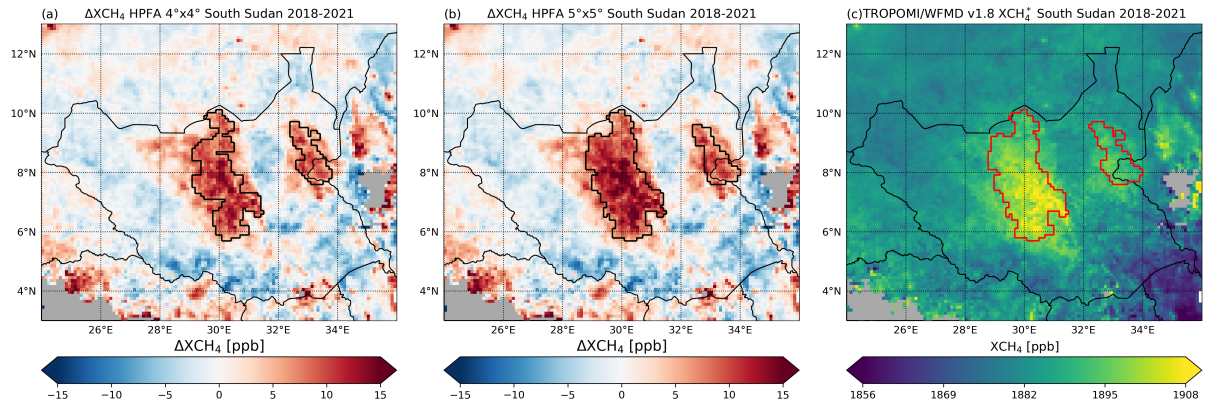 (a) ΔXCH₄ HPFA 4°x4° South Sudan 2018-2021
12°N
10°N
8°N
6°N
4°N
26°E 28°E 30°E 32°E 34°E
ΔXCH₄ [ppb]
−15 −10 −5 0 5 10 15
(b) ΔXCH₄ HPFA 5°x5° South Sudan 2018-2021
12°N
10°N
8°N
6°N
4°N
26°E 28°E 30°E 32°E 34°E
ΔXCH₄ [ppb]
−15 −10 −5 0 5 10 15
(c)TROPOMI/WFMD v1.8 XCH₄* South Sudan 2018-2021
12°N
10°N
8°N
6°N
4°N
26°E 28°E 30°E 32°E 34°E
XCH₄ [ppb]
1856 1869 1882 1895 1908